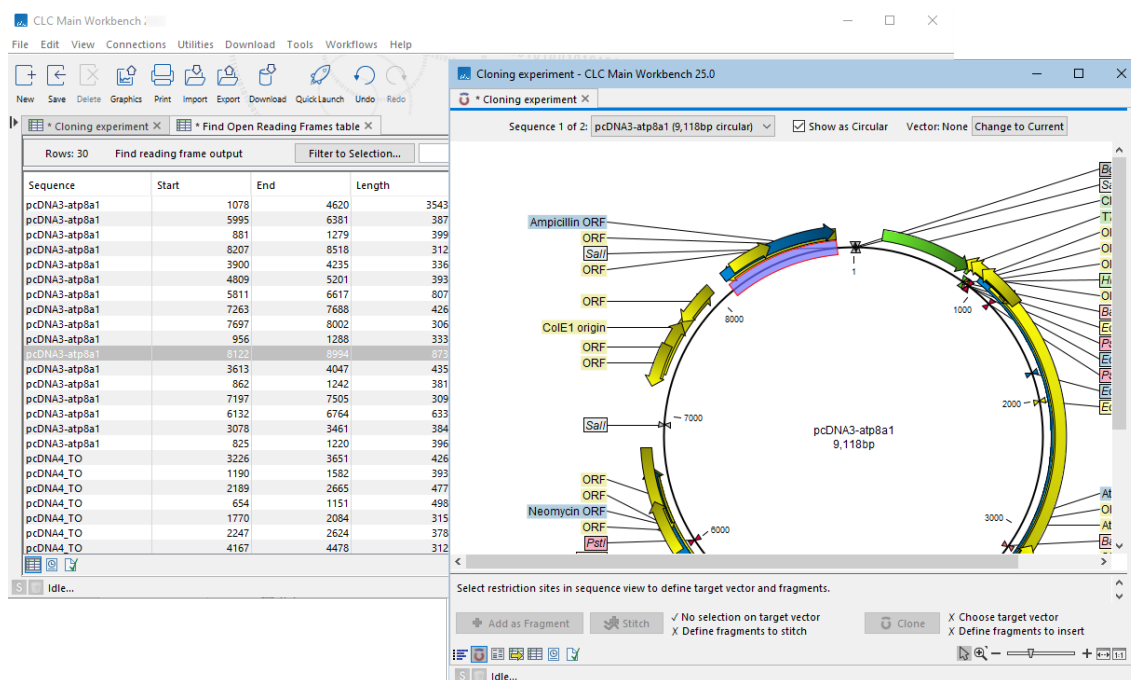 CLC Main Workbench 2
File Edit View Connections Utilities Download Tools Workflows Help
New Save Delete Graphics Print Import Export Download Quick Launch Undo Redo
* Cloning experiment
* Find Open Reading Frames table
Rows: 30 Find reading frame output Filter to Selection...
Sequence Start End Length
pcDNA3-atp8a1 1078 4620 3543
pcDNA3-atp8a1 5995 6381 387
pcDNA3-atp8a1 881 1279 399
pcDNA3-atp8a1 8207 8518 312
pcDNA3-atp8a1 3900 4235 336
pcDNA3-atp8a1 4809 5201 393
pcDNA3-atp8a1 5811 6617 807
pcDNA3-atp8a1 7263 7688 426
pcDNA3-atp8a1 7697 8002 306
pcDNA3-atp8a1 956 1288 333
pcDNA3-atp8a1 8122 8994 873
pcDNA3-atp8a1 3613 4047 435
pcDNA3-atp8a1 862 1242 381
pcDNA3-atp8a1 7197 7505 309
pcDNA3-atp8a1 6132 6764 633
pcDNA3-atp8a1 3078 3461 384
pcDNA3-atp8a1 825 1220 396
pcDNA4_TO 3226 3651 426
pcDNA4_TO 1190 1582 393
pcDNA4_TO 2189 2665 477
pcDNA4_TO 654 1151 498
pcDNA4_TO 1770 2084 315
pcDNA4_TO 2247 2624 378
pcDNA4_TO 4167 4478 312
Idle...
Cloning experiment - CLC Main Workbench 25.0
* Cloning experiment
Sequence 1 of 2: pcDNA3-atp8a1 (9,118bp circular) Show as Circular Vector: None Change to Current
Ampicillin ORF
ORF
SalI
ORF
ORF
ColE1 origin
ORF
ORF
SalI
ORF
ORF
Neomycin ORF
ORF
PstI
1
1000
2000
3000
6000
7000
8000
pcDNA3-atp8a1
9,118bp
Select restriction sites in sequence view to define target vector and fragments.
Add as Fragment Stitch
✓ No selection on target vector
X Define fragments to stitch
Clone
X Choose target vector
X Define fragments to insert
1:1
Idle...